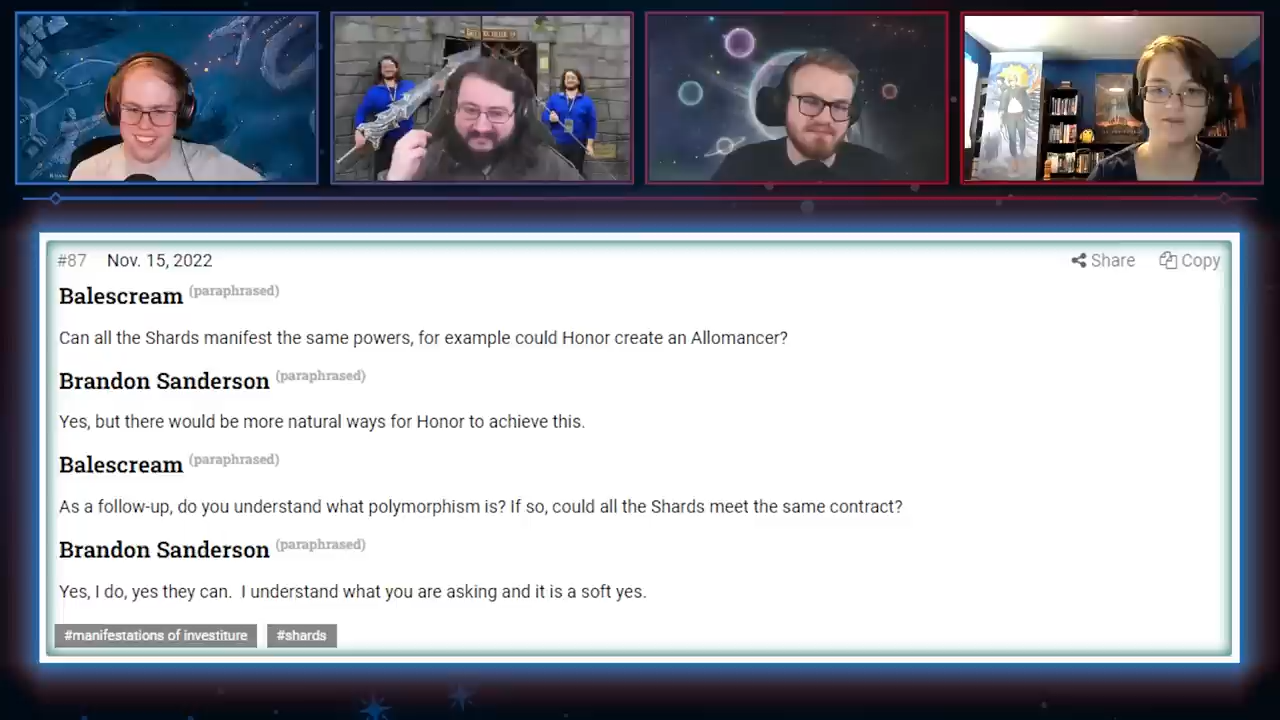 #87 Nov. 15, 2022 Share Copy
Balescream (paraphrased)
Can all the Shards manifest the same powers, for example could Honor create an Allomancer?
Brandon Sanderson (paraphrased)
Yes, but there would be more natural ways for Honor to achieve this.
Balescream (paraphrased)
As a follow-up, do you understand what polymorphism is? If so, could all the Shards meet the same contract?
Brandon Sanderson (paraphrased)
Yes, I do, yes they can. I understand what you are asking and it is a soft yes.
#manifestations of investiture #shards